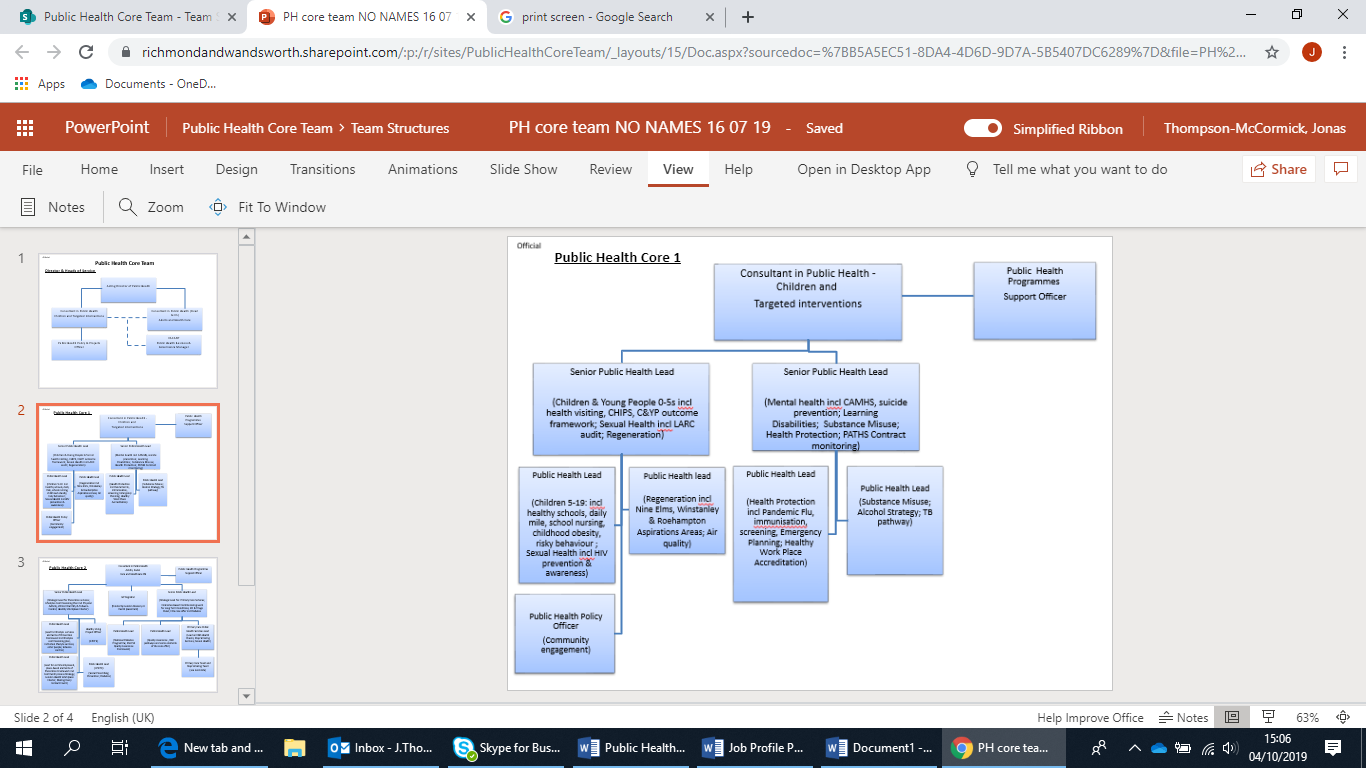 Public Health Core Team - Team
PH core team NO NAMES 16 07
print screen - Google Search
richmondandwandsworth.sharepoint.com/:p:/r/sites/PublicHealthCoreTeam/_layouts/15/Doc.aspx?sourcedoc=%7BB5A5EC51-8DA4-4D6D-9D7A-5B5407DC6289%7D&file=PH%2...
J
Apps
Documents - OneD...
PowerPoint
Public Health Core Team > Team Structures
PH core team NO NAMES 16 07 19 - Saved
Simplified Ribbon
Thompson-McCormick, Jonas
File Home Insert Design Transitions Animations Slide Show Review View Help Open in Desktop App Tell me what you want to do Share
Notes Zoom Fit To Window
1
Public Health Core Team
Director & Heads of Service
2
Public Health Core 1
3
Public Health Core 2
Official
Public Health Core 1
Consultant in Public Health -
Children and
Targeted interventions
Public Health
Programmes
Support Officer
Senior Public Health Lead
(Children & Young People 0-5s incl
health visiting, CHIPS, C&YP outcome
framework; Sexual Health incl LARC
audit; Regeneration)
Senior Public Health Lead
(Mental health incl CAMHS, suicide
prevention; Learning
Disabilities; Substance Misuse;
Health Protection; PATHS Contract
monitoring)
Public Health Lead
(Children 5-19: incl
healthy schools, daily
mile, school nursing,
childhood obesity,
risky behaviour ;
Sexual Health incl HIV
prevention &
awareness)
Public Health lead
(Regeneration incl
Nine Elms, Winstanley
& Roehampton
Aspirations Areas; Air
quality)
Public Health Lead
(Health Protection
incl Pandemic Flu,
immunisation,
screening, Emergency
Planning; Healthy
Work Place
Accreditation)
Public Health Lead
(Substance Misuse;
Alcohol Strategy; TB
pathway)
Public Health Policy
Officer
(Community
engagement)
Slide 2 of 4 English (UK)
Help Improve Office Notes 63%
New tab and ...
Inbox - J.Tho...
Skype for Bus...
Public Health...
Job Profile P...
Document1 -...
PH core tea...
15:06
04/10/2019